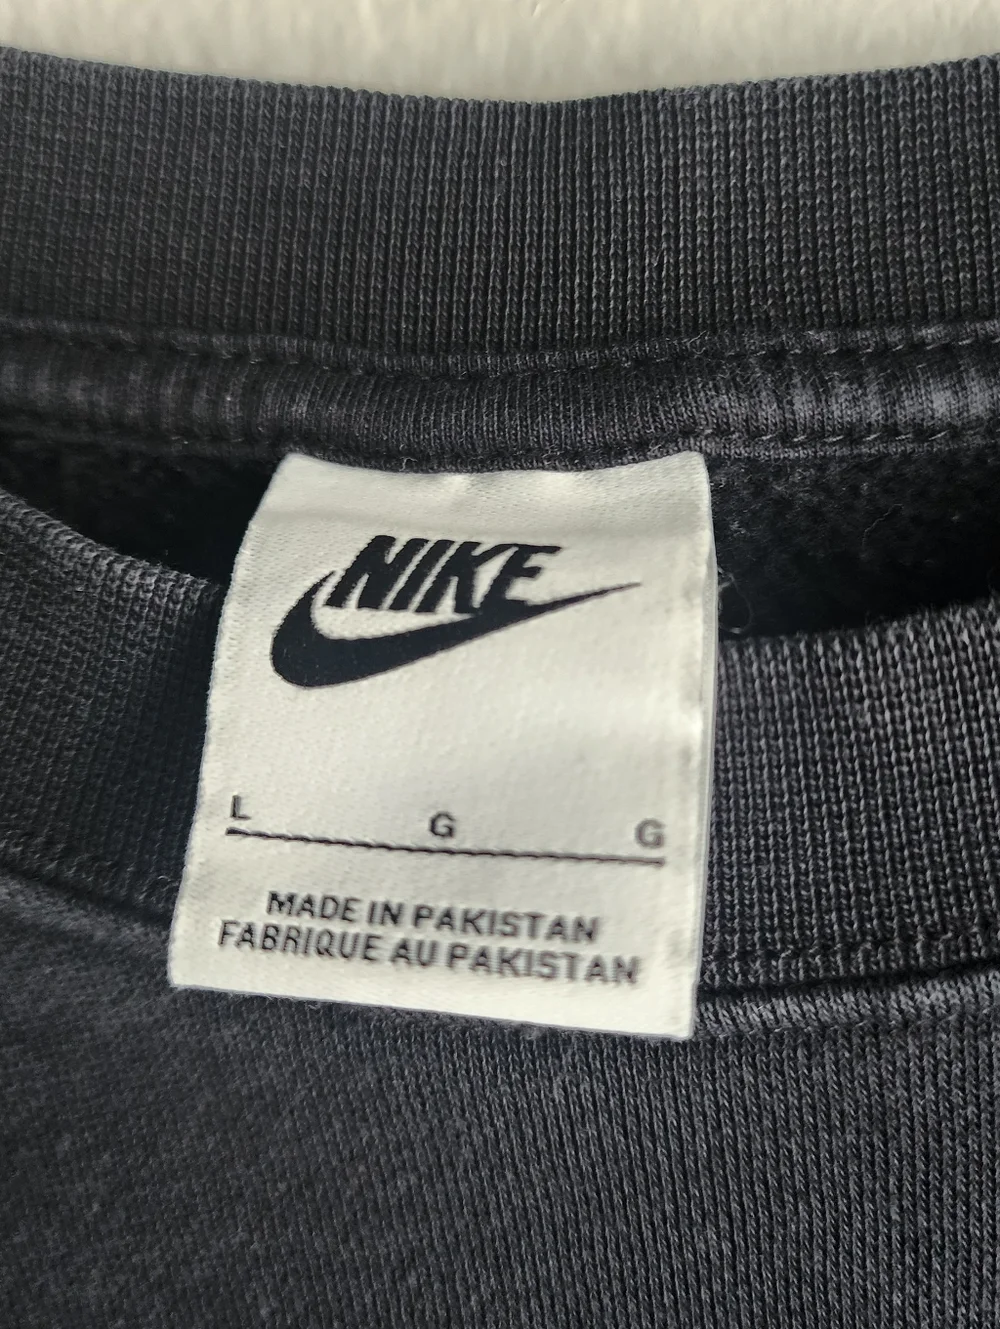 NIKE
L G G
MADE IN PAKISTAN
FABRIQUE AU PAKISTAN